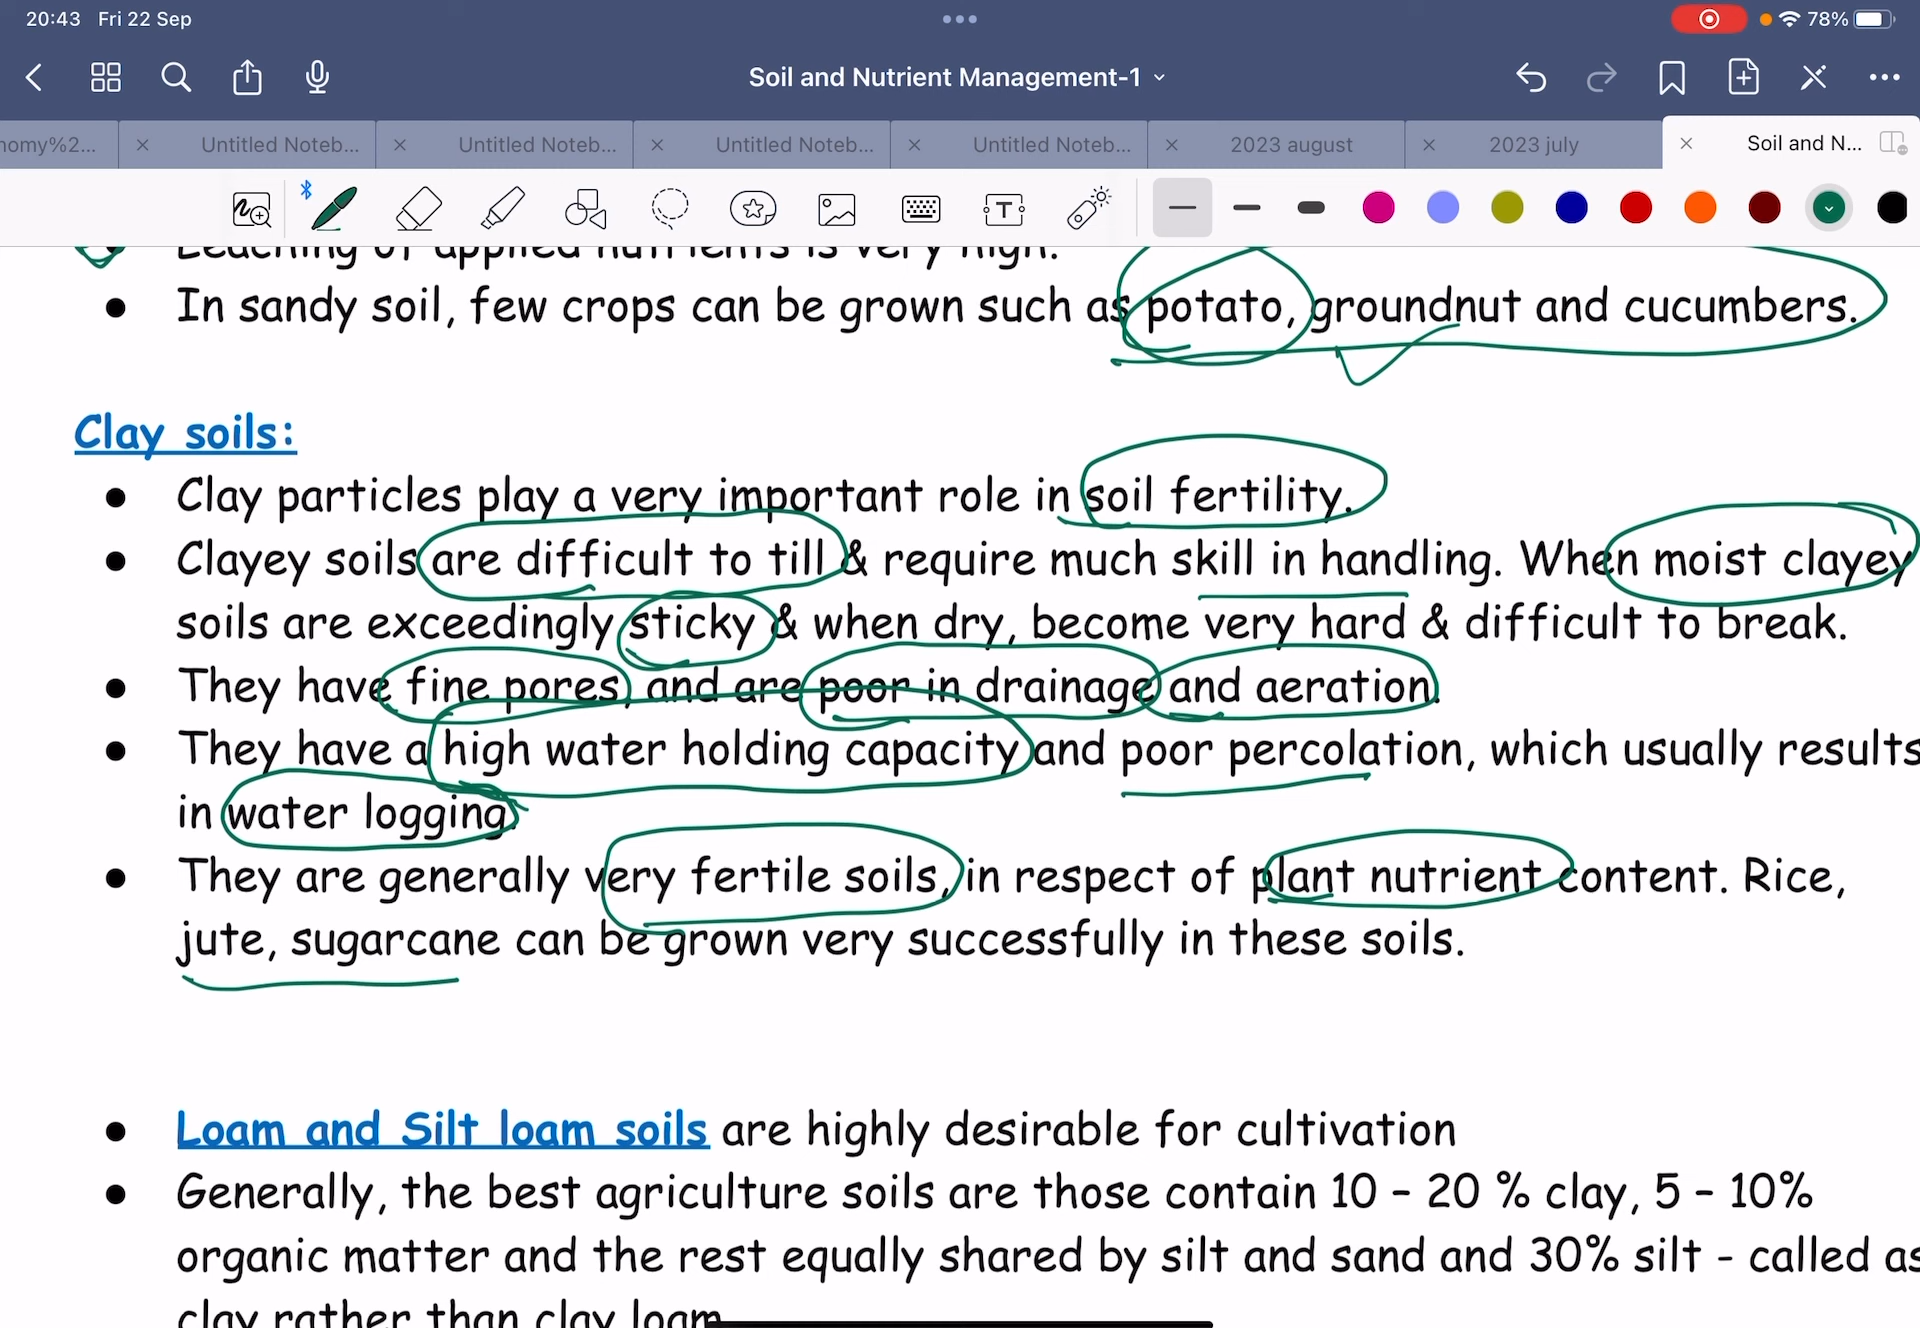 20:43 Fri 22 Sep 78%
Soil and Nutrient Management-1
nomy%2... Untitled Noteb... Untitled Noteb... Untitled Noteb... Untitled Noteb... 2023 august 2023 july Soil and N...
Leaching of applied nutrients is very high.
● In sandy soil, few crops can be grown such as potato, groundnut and cucumbers.
Clay soils:
● Clay particles play a very important role in soil fertility.
● Clayey soils are difficult to till & require much skill in handling. When moist clayey
soils are exceedingly sticky & when dry, become very hard & difficult to break.
● They have fine pores, and are poor in drainage and aeration.
● They have a high water holding capacity and poor percolation, which usually results
in water logging.
● They are generally very fertile soils, in respect of plant nutrient content. Rice,
jute, sugarcane can be grown very successfully in these soils.
● Loam and Silt loam soils are highly desirable for cultivation
● Generally, the best agriculture soils are those contain 10 – 20 % clay, 5 – 10%
organic matter and the rest equally shared by silt and sand and 30% silt - called as
clay rather than clay loam